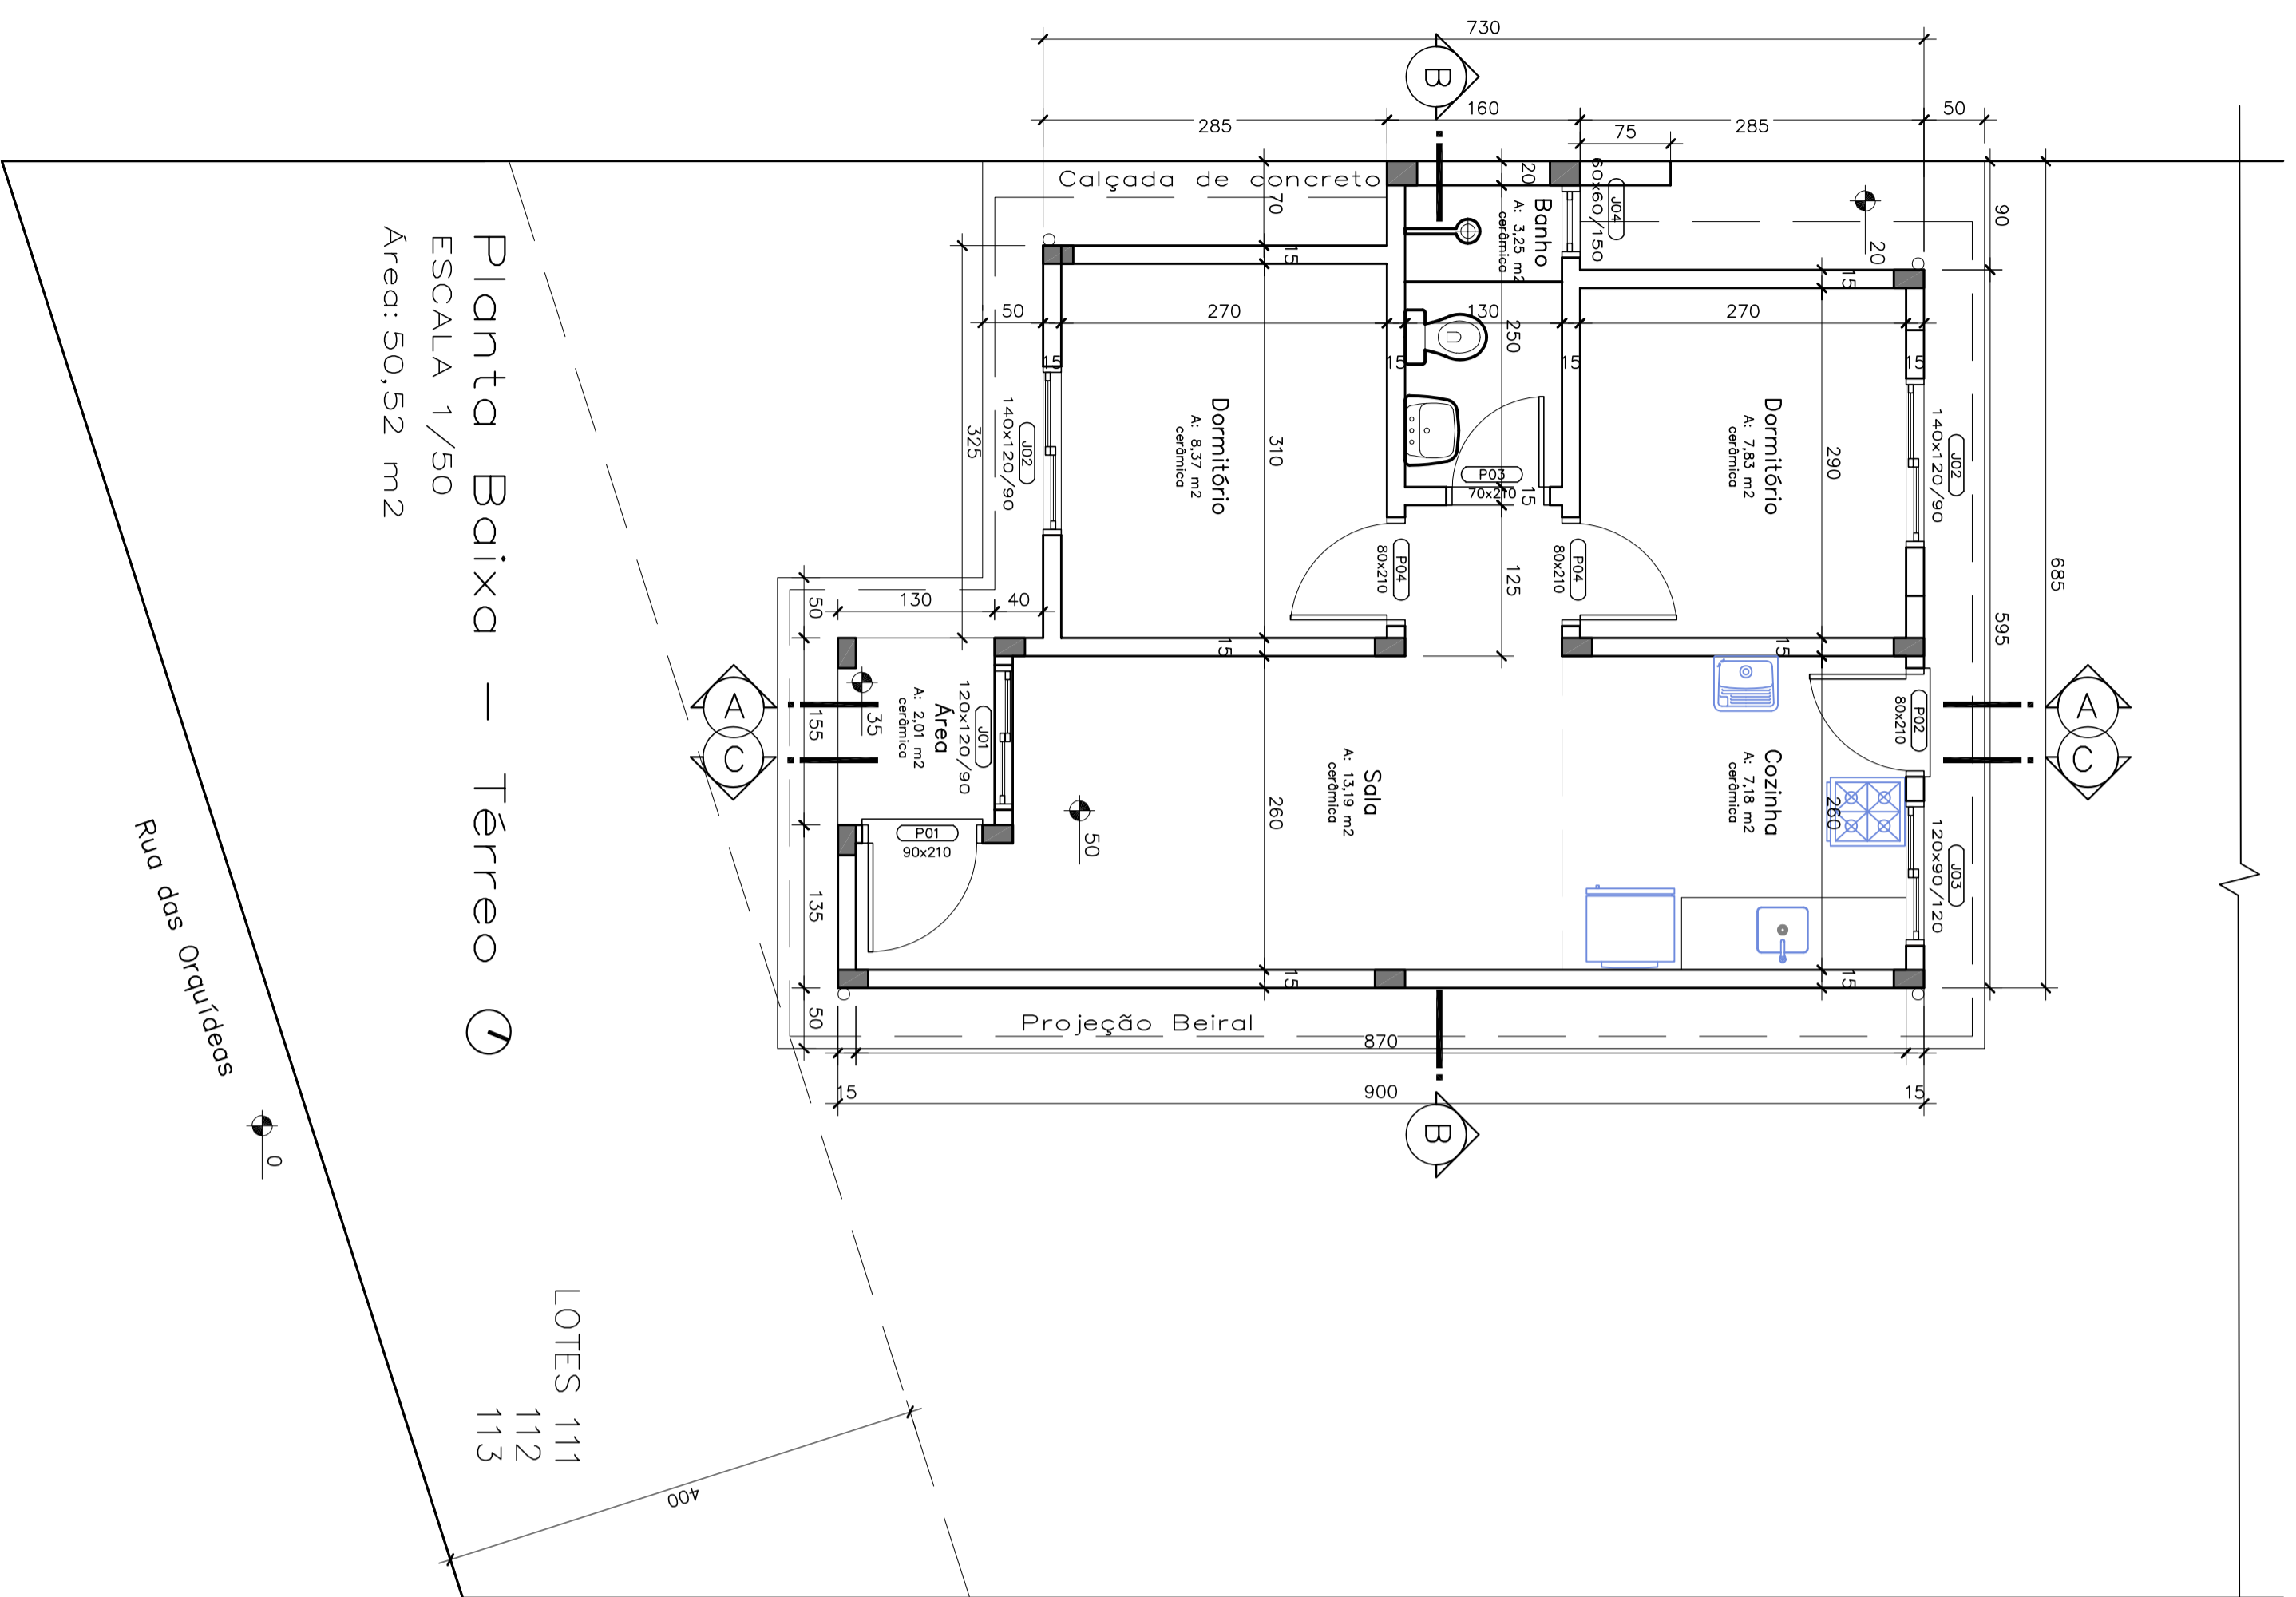 730
B
160
50
285
75
285
Calçada de concreto
70
20
60x60/150
J04
90
Banho
A: 3,25 m2
cerâmica
20
15
15
50
270
130
250
270
15
15
15
15
Planta Baixa — Térreo
ESCALA 1/50
Área: 50,52 m2
325
140x120/90
J02
Dormitório
A: 8,37 m2
cerâmica
310
P03
70x210
15
Dormitório
A: 7,83 m2
cerâmica
290
140x120/90
J02
685
595
P04
80x210
P04
80x210
125
50
130
40
15
15
A
C
155
35
Área
A: 2,01 m2
cerâmica
120x120/90
J01
Sala
A: 13,19 m2
cerâmica
260
50
Cozinha
A: 7,18 m2
cerâmica
260
P02
80x210
A
C
P01
90x210
120x90/120
J03
135
15
15
50
Projeção Beiral
870
15
900
15
B
Rua das Orquídeas
0
LOTES 111
112
113
400